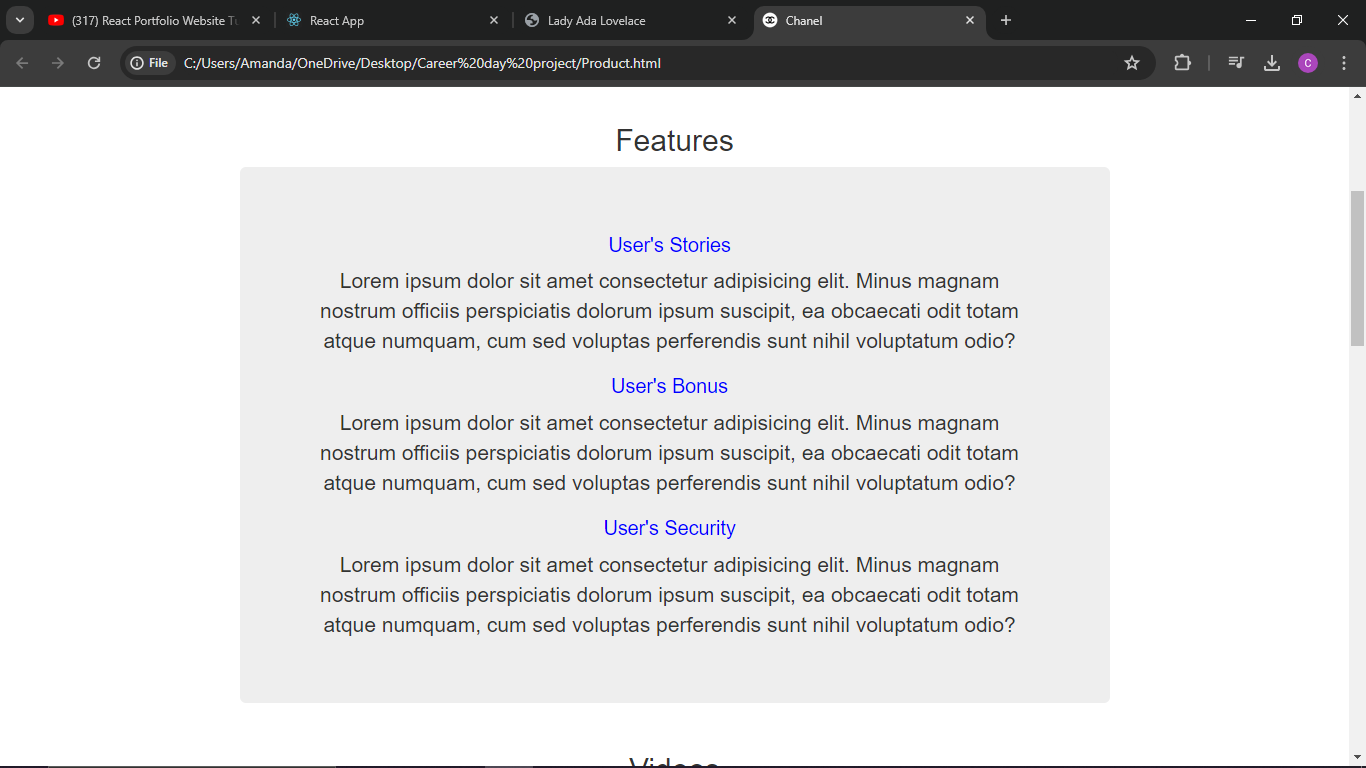 (317) React Portfolio Website Tu
React App
Lady Ada Lovelace
Chanel
File
C:/Users/Amanda/OneDrive/Desktop/Career%20day%20project/Product.html
C
Features
User's Stories
Lorem ipsum dolor sit amet consectetur adipisicing elit. Minus magnam
nostrum officiis perspiciatis dolorum ipsum suscipit, ea obcaecati odit totam
atque numquam, cum sed voluptas perferendis sunt nihil voluptatum odio?
User's Bonus
Lorem ipsum dolor sit amet consectetur adipisicing elit. Minus magnam
nostrum officiis perspiciatis dolorum ipsum suscipit, ea obcaecati odit totam
atque numquam, cum sed voluptas perferendis sunt nihil voluptatum odio?
User's Security
Lorem ipsum dolor sit amet consectetur adipisicing elit. Minus magnam
nostrum officiis perspiciatis dolorum ipsum suscipit, ea obcaecati odit totam
atque numquam, cum sed voluptas perferendis sunt nihil voluptatum odio?
Videos